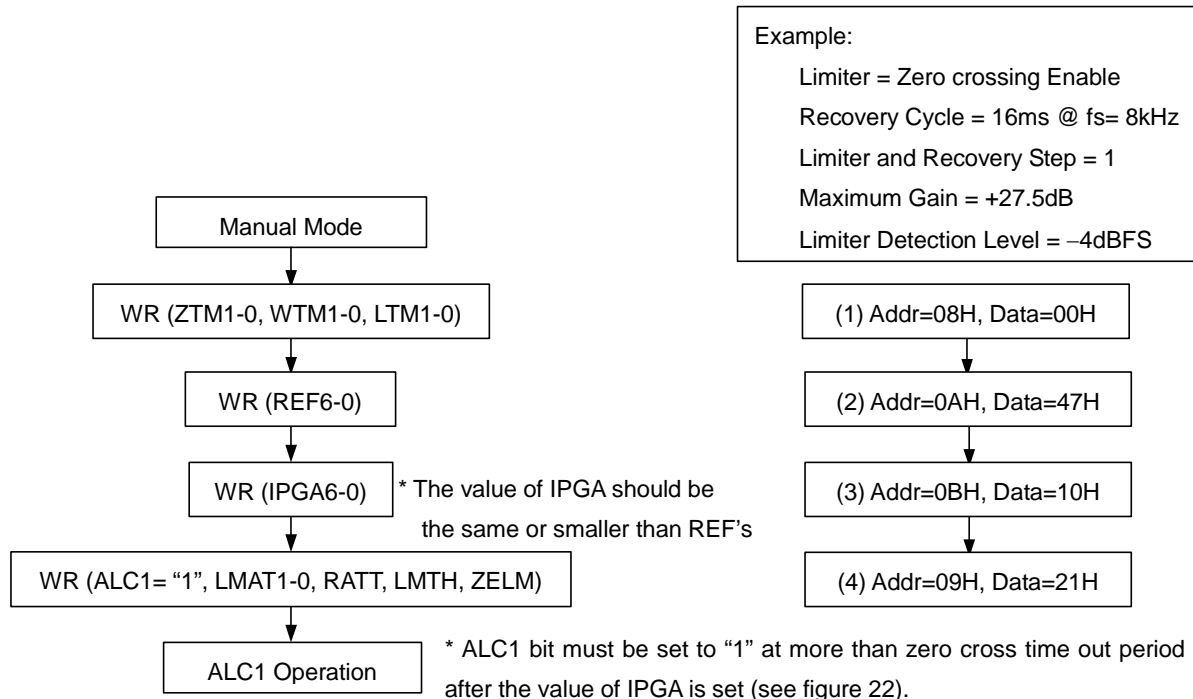 Example:
Limiter = Zero crossing Enable
Recovery Cycle = 16ms @ fs= 8kHz
Limiter and Recovery Step = 1
Maximum Gain = +27.5dB
Limiter Detection Level = −4dBFS
Manual Mode
WR (ZTM1-0, WTM1-0, LTM1-0)
WR (REF6-0)
WR (IPGA6-0)
* The value of IPGA should be
the same or smaller than REF's
WR (ALC1= “1”, LMAT1-0, RATT, LMTH, ZELM)
ALC1 Operation
* ALC1 bit must be set to “1” at more than zero cross time out period
after the value of IPGA is set (see figure 22).
(1) Addr=08H, Data=00H
(2) Addr=0AH, Data=47H
(3) Addr=0BH, Data=10H
(4) Addr=09H, Data=21H